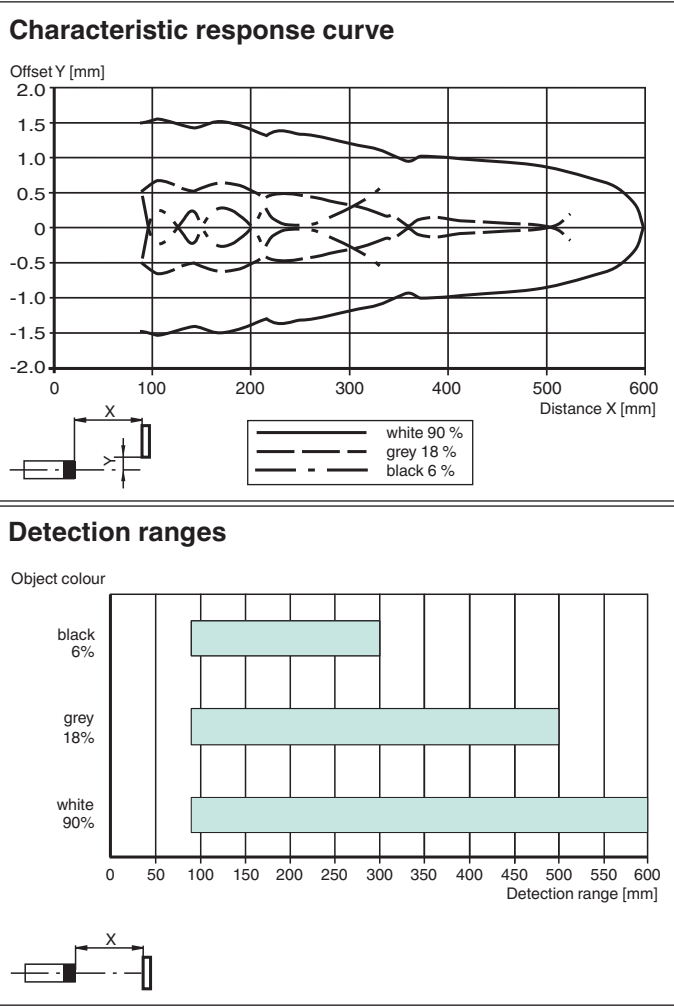 Characteristic response curve
Offset Y [mm]
2.0
1.5
1.0
0.5
0
-0.5
-1.0
-1.5
-2.0
0 100 200 300 400 500 600
Distance X [mm]
X
Y
white 90 %
grey 18 %
black 6 %
Detection ranges
Object colour
black
6%
grey
18%
white
90%
0 50 100 150 200 250 300 350 400 450 500 550 600
Detection range [mm]
X